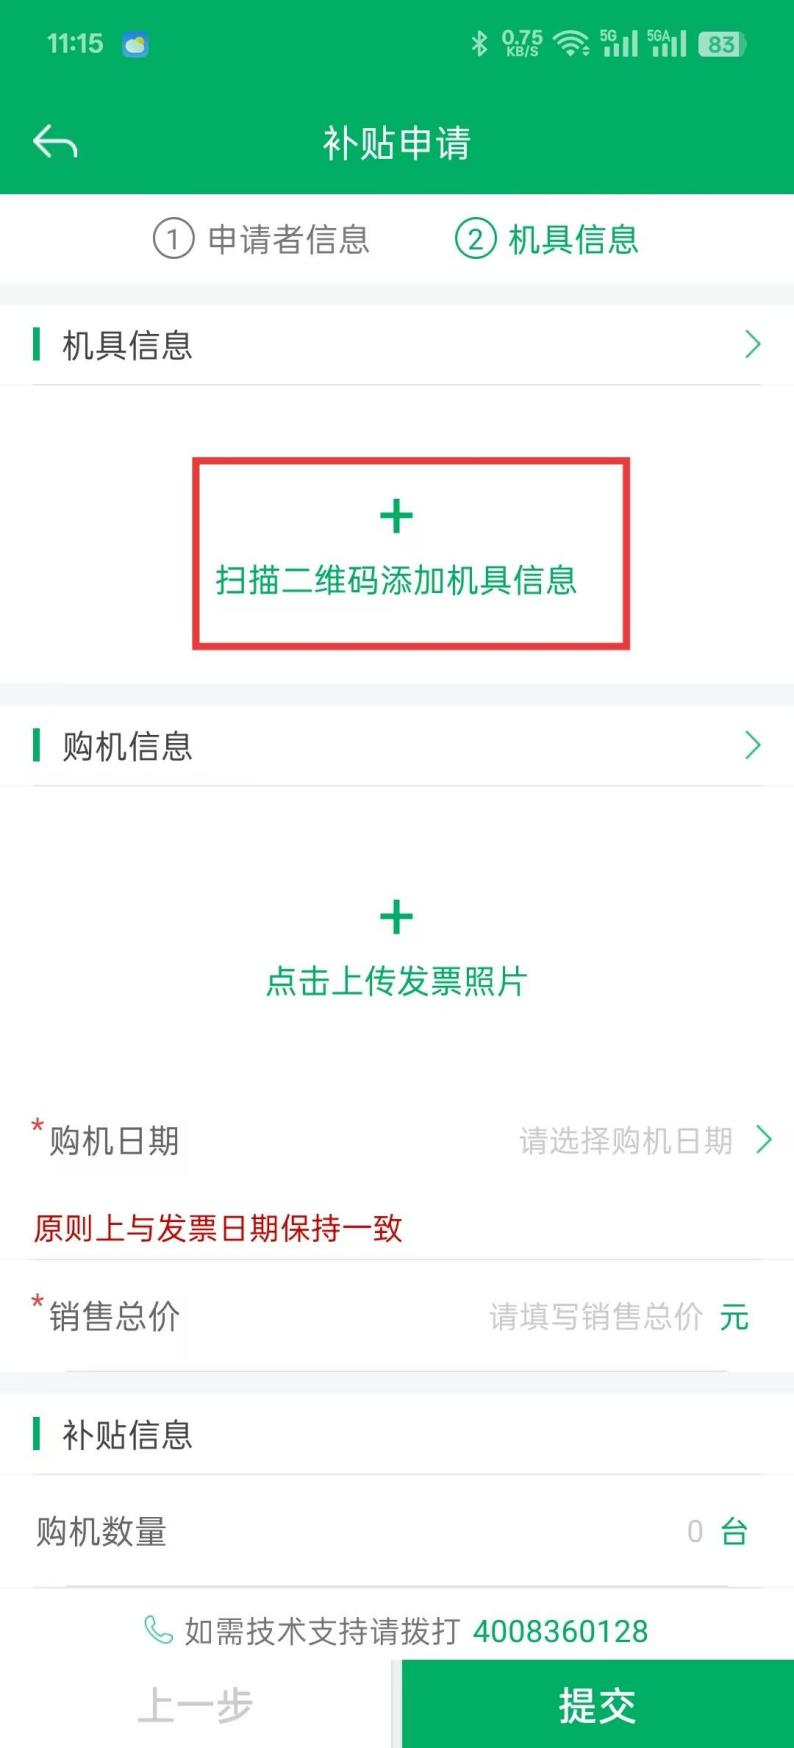 11:15
0.75 KB/S 5G 5GA 83
补贴申请
1 申请者信息 2 机具信息
机具信息
+
扫描二维码添加机具信息
购机信息
+
点击上传发票照片
*购机日期 请选择购机日期
原则上与发票日期保持一致
*销售总价 请填写销售总价 元
补贴信息
购机数量 0 台
如需技术支持请拨打 4008360128
上一步 提交